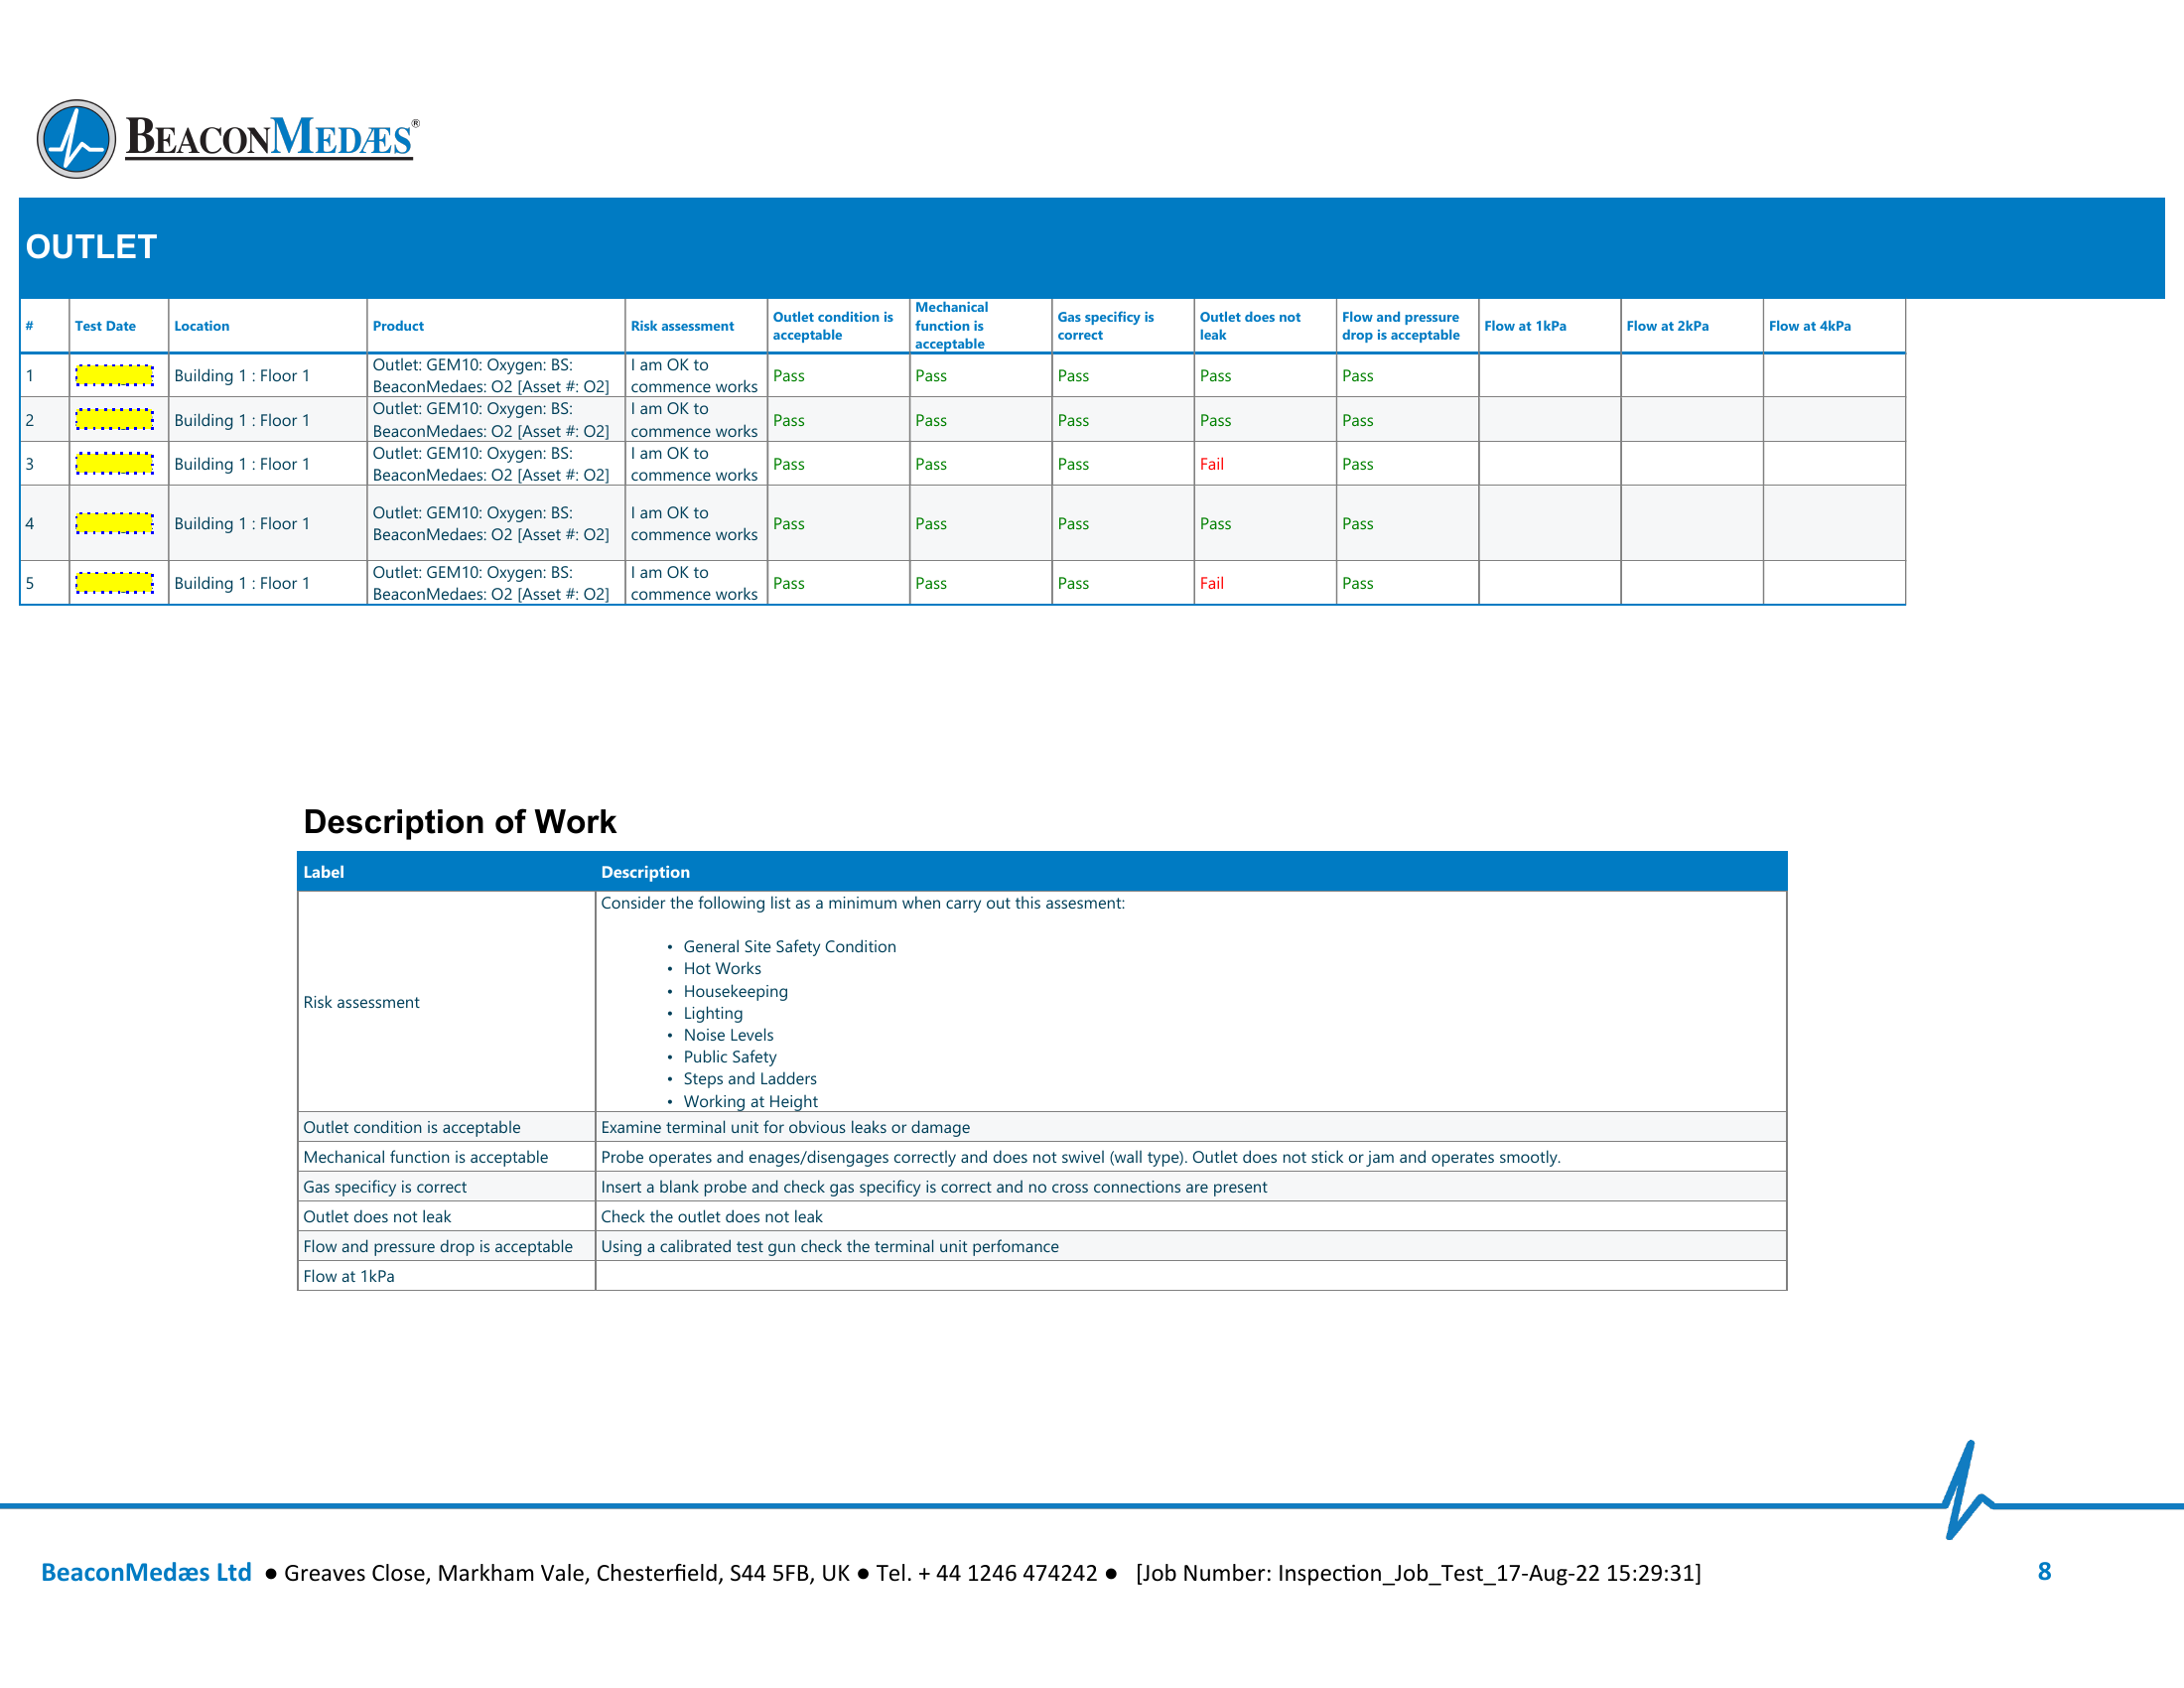 BEACONMEDÆS®
OUTLET
# Test Date Location Product Risk assessment Outlet condition is acceptable Mechanical function is acceptable Gas specificy is correct Outlet does not leak Flow and pressure drop is acceptable Flow at 1kPa Flow at 2kPa Flow at 4kPa
1 Building 1 : Floor 1 Outlet: GEM10: Oxygen: BS: BeaconMedaes: O2 [Asset #: O2] I am OK to commence works Pass Pass Pass Pass Pass
2 Building 1 : Floor 1 Outlet: GEM10: Oxygen: BS: BeaconMedaes: O2 [Asset #: O2] I am OK to commence works Pass Pass Pass Pass Pass
3 Building 1 : Floor 1 Outlet: GEM10: Oxygen: BS: BeaconMedaes: O2 [Asset #: O2] I am OK to commence works Pass Pass Pass Fail Pass
4 Building 1 : Floor 1 Outlet: GEM10: Oxygen: BS: BeaconMedaes: O2 [Asset #: O2] I am OK to commence works Pass Pass Pass Pass Pass
5 Building 1 : Floor 1 Outlet: GEM10: Oxygen: BS: BeaconMedaes: O2 [Asset #: O2] I am OK to commence works Pass Pass Pass Fail Pass
Description of Work
Label Description
Risk assessment
Consider the following list as a minimum when carry out this assesment:
• General Site Safety Condition
• Hot Works
• Housekeeping
• Lighting
• Noise Levels
• Public Safety
• Steps and Ladders
• Working at Height
Outlet condition is acceptable Examine terminal unit for obvious leaks or damage
Mechanical function is acceptable Probe operates and enages/disengages correctly and does not swivel (wall type). Outlet does not stick or jam and operates smootly.
Gas specificy is correct Insert a blank probe and check gas specificy is correct and no cross connections are present
Outlet does not leak Check the outlet does not leak
Flow and pressure drop is acceptable Using a calibrated test gun check the terminal unit perfomance
Flow at 1kPa
BeaconMedæs Ltd ● Greaves Close, Markham Vale, Chesterfield, S44 5FB, UK ● Tel. + 44 1246 474242 ● [Job Number: Inspection_Job_Test_17-Aug-22 15:29:31] 8